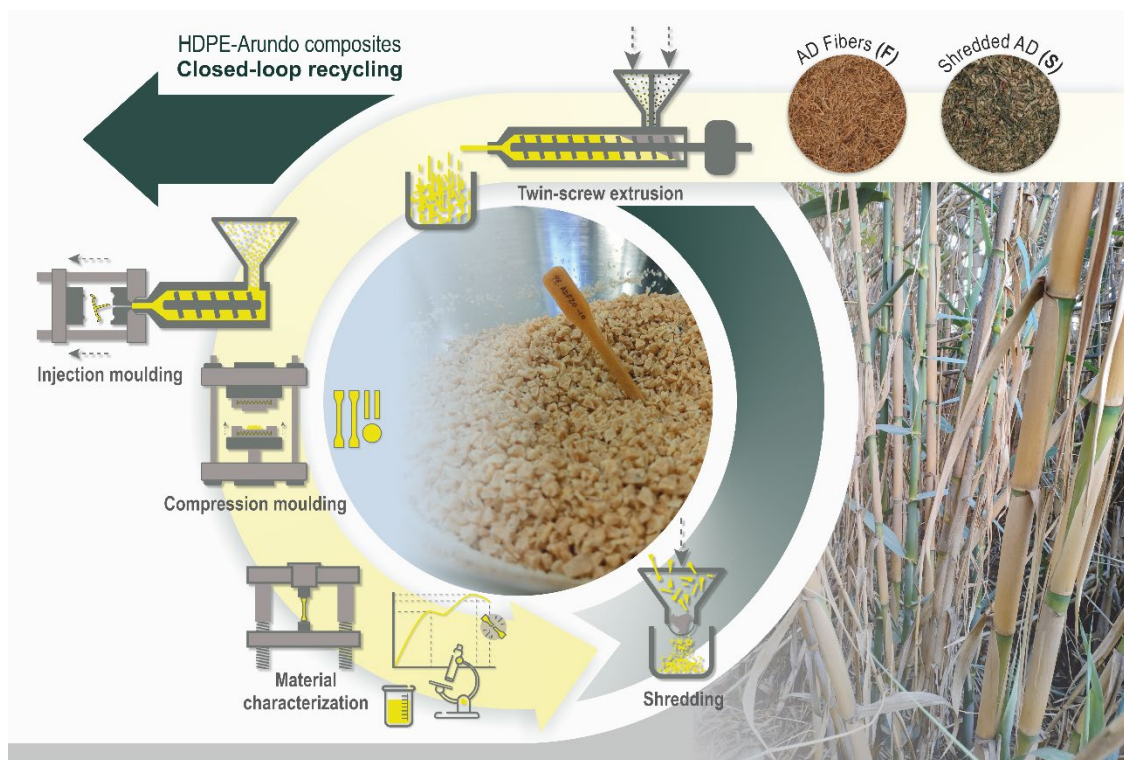 HDPE-Arundo composites
Closed-loop recycling
AD Fibers (F)
Shredded AD (S)
Twin-screw extrusion
Injection moulding
Compression moulding
Material
characterization
Shredding